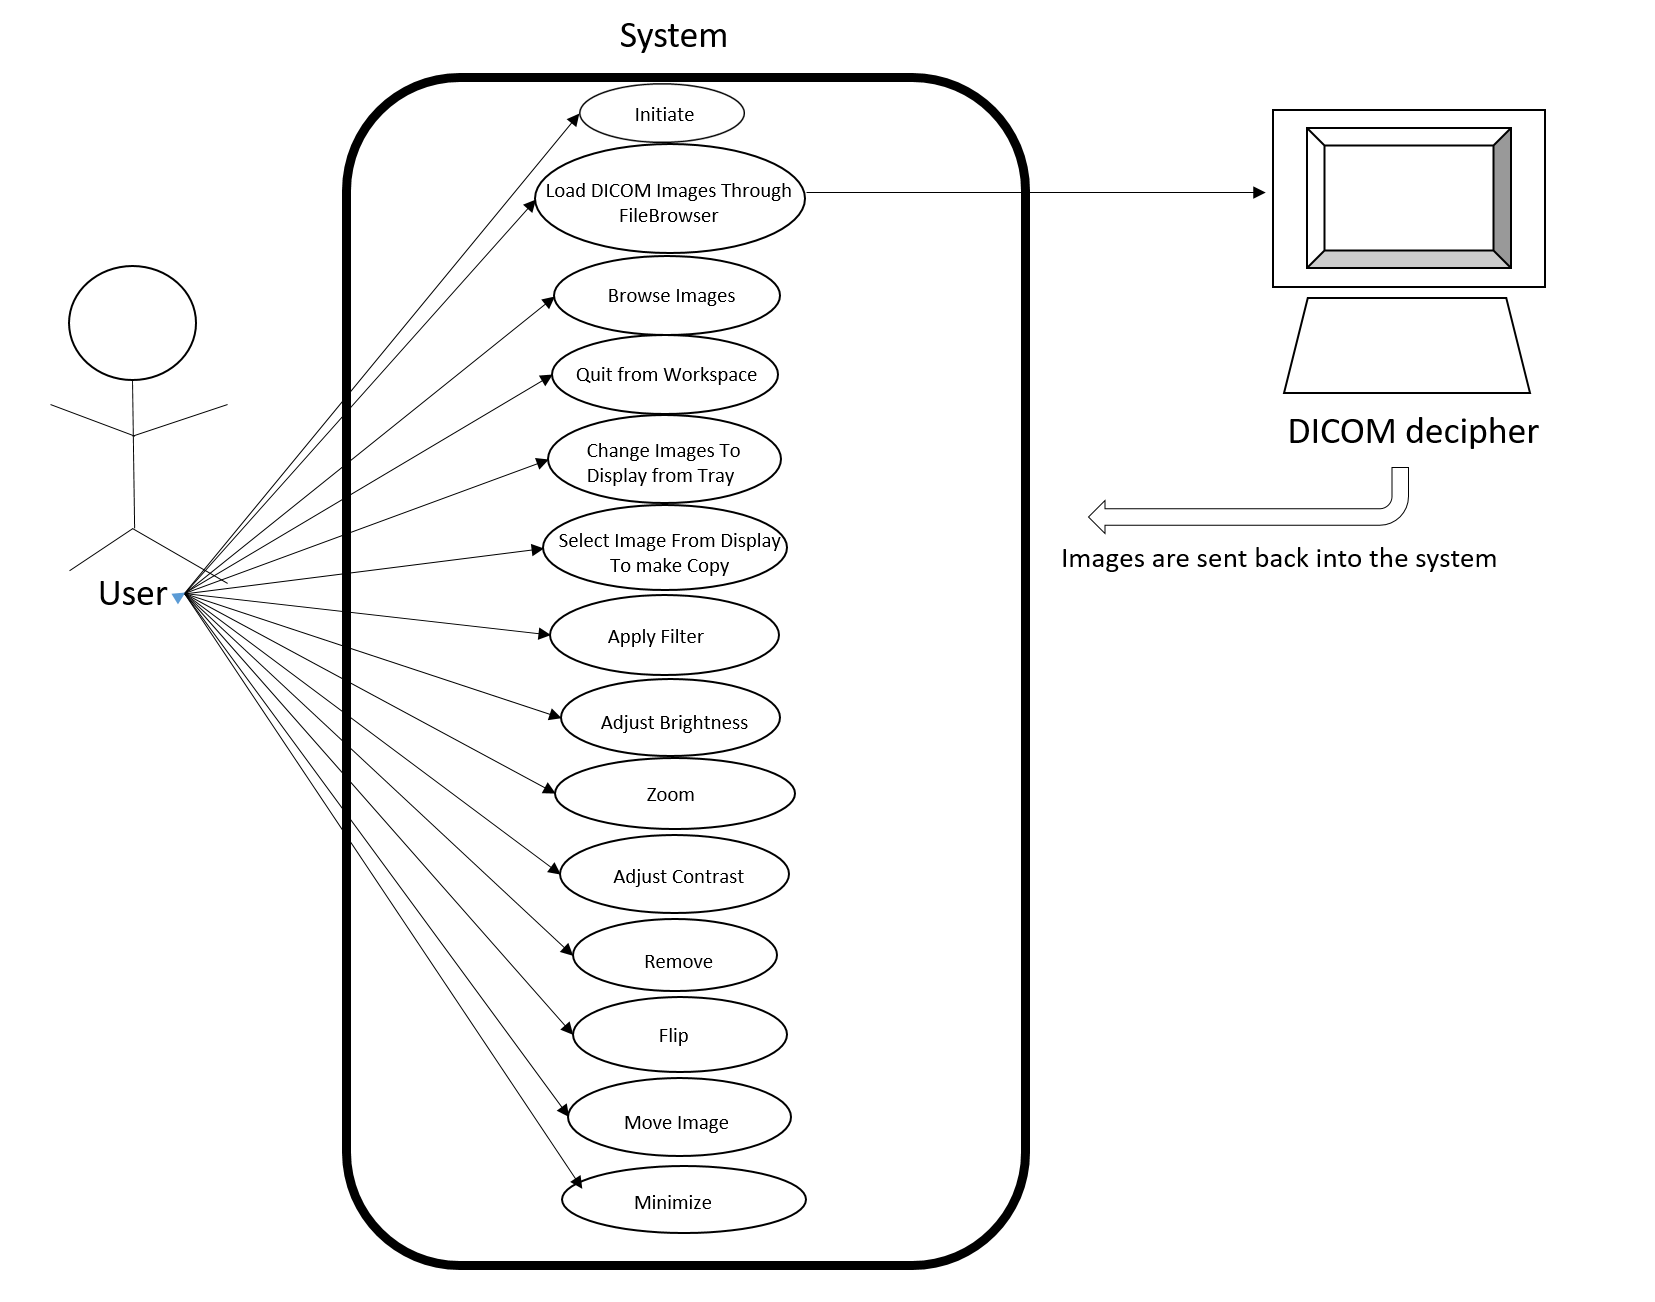 System
Initiate
Load DICOM Images Through
FileBrowser
Browse Images
Quit from Workspace
Change Images To
Display from Tray
Select Image From Display
To make Copy
Apply Filter
Adjust Brightness
Zoom
Adjust Contrast
Remove
Flip
Move Image
Minimize
User
DICOM decipher
Images are sent back into the system